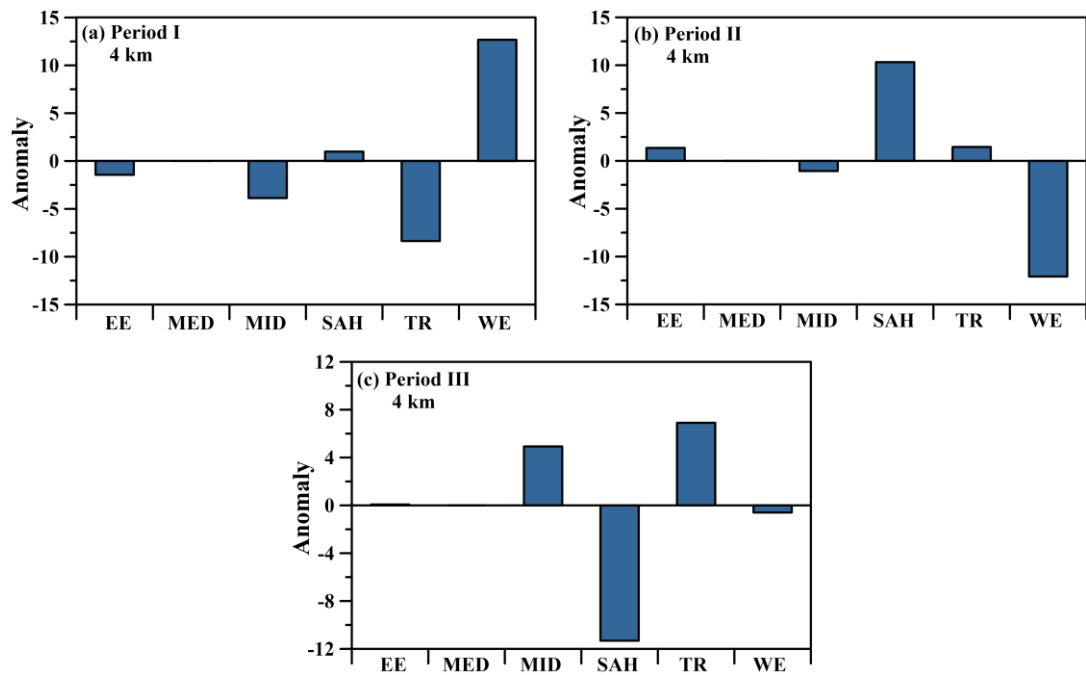 (a) Period I
4 km
Anomaly
15
10
5
0
-5
-10
-15
EE MED MID SAH TR WE
(b) Period II
4 km
Anomaly
15
10
5
0
-5
-10
-15
EE MED MID SAH TR WE
(c) Period III
4 km
Anomaly
12
8
4
0
-4
-8
-12
EE MED MID SAH TR WE